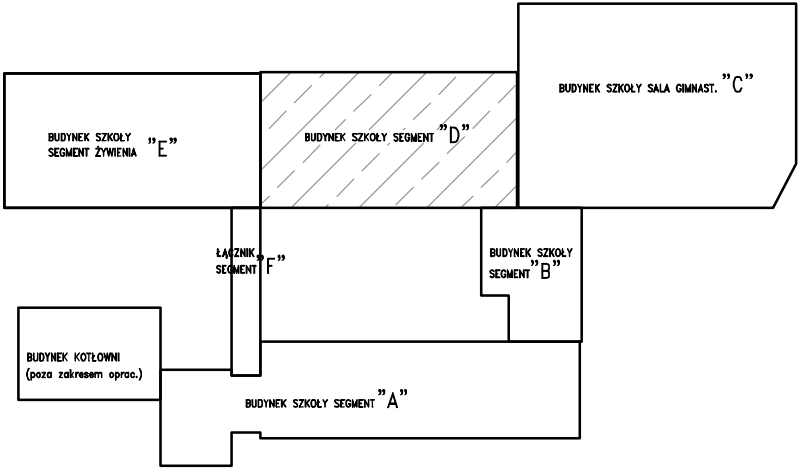 BUDYNEK SZKOŁY SALA GIMNAST. "C"
BUDYNEK SZKOŁY
SEGMENT ŻYWIENIA "E"
BUDYNEK SZKOŁY SEGMENT "D"
ŁĄCZNIK
SEGMENT "F"
BUDYNEK SZKOŁY
SEGMENT "B"
BUDYNEK KOTŁOWNI
(poza zakresem oprac.)
BUDYNEK SZKOŁY SEGMENT "A"